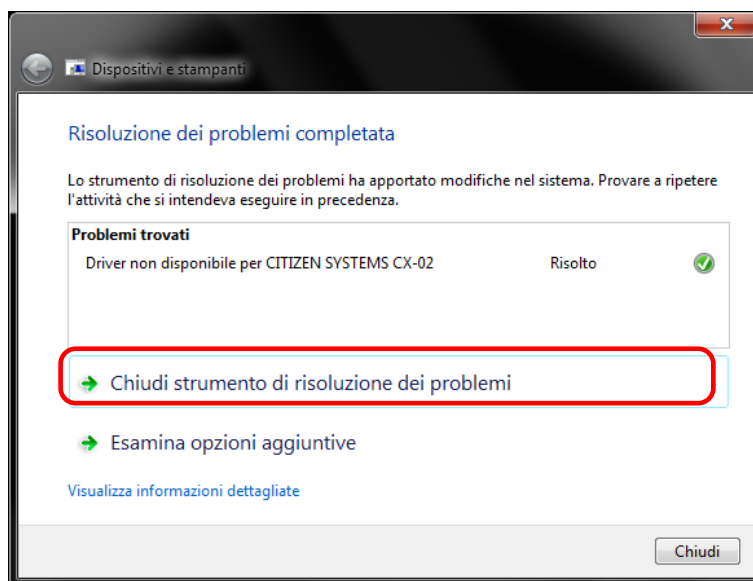 Dispositivi e stampanti
Risoluzione dei problemi completata
Lo strumento di risoluzione dei problemi ha apportato modifiche nel sistema. Provare a ripetere
l'attività che si intendeva eseguire in precedenza.
Problemi trovati
Driver non disponibile per CITIZEN SYSTEMS CX-02 Risolto
Chiudi strumento di risoluzione dei problemi
Esamina opzioni aggiuntive
Visualizza informazioni dettagliate
Chiudi